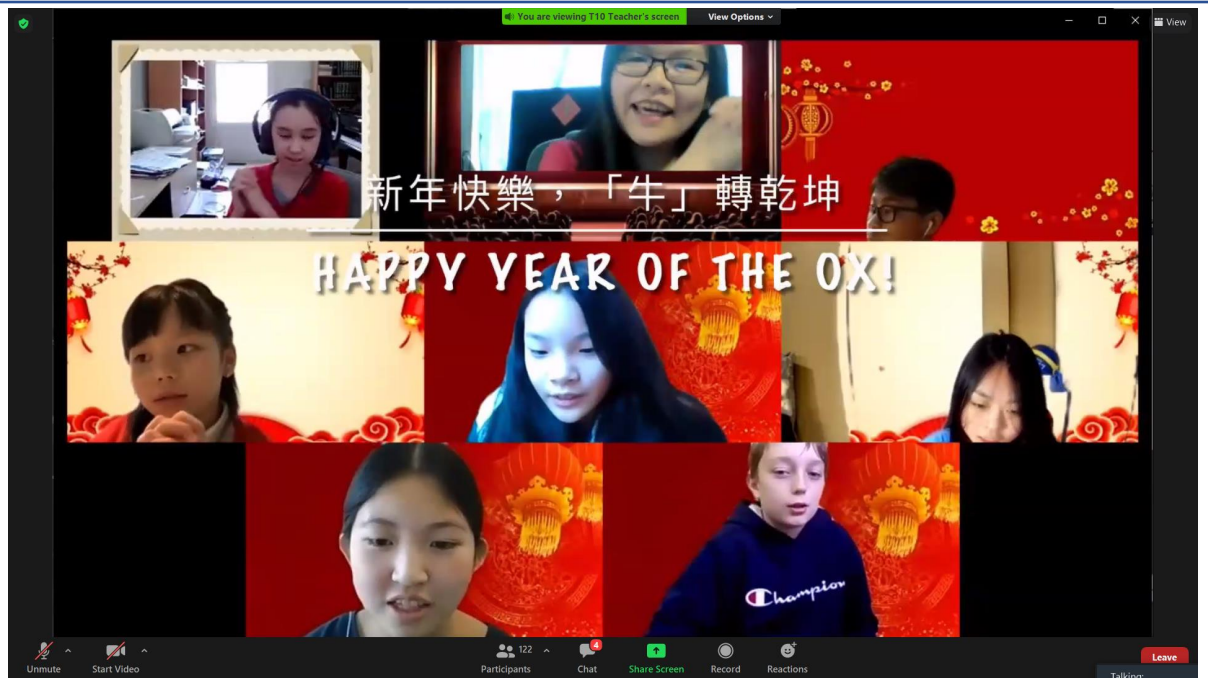 You are viewing T10 Teacher's screen
View Options
View
新年快樂，「牛」轉乾坤
HAPPY YEAR OF THE OX!
Champion
Unmute
Start Video
122
Participants
4
Chat
Share Screen
Record
Reactions
Leave
Talking: